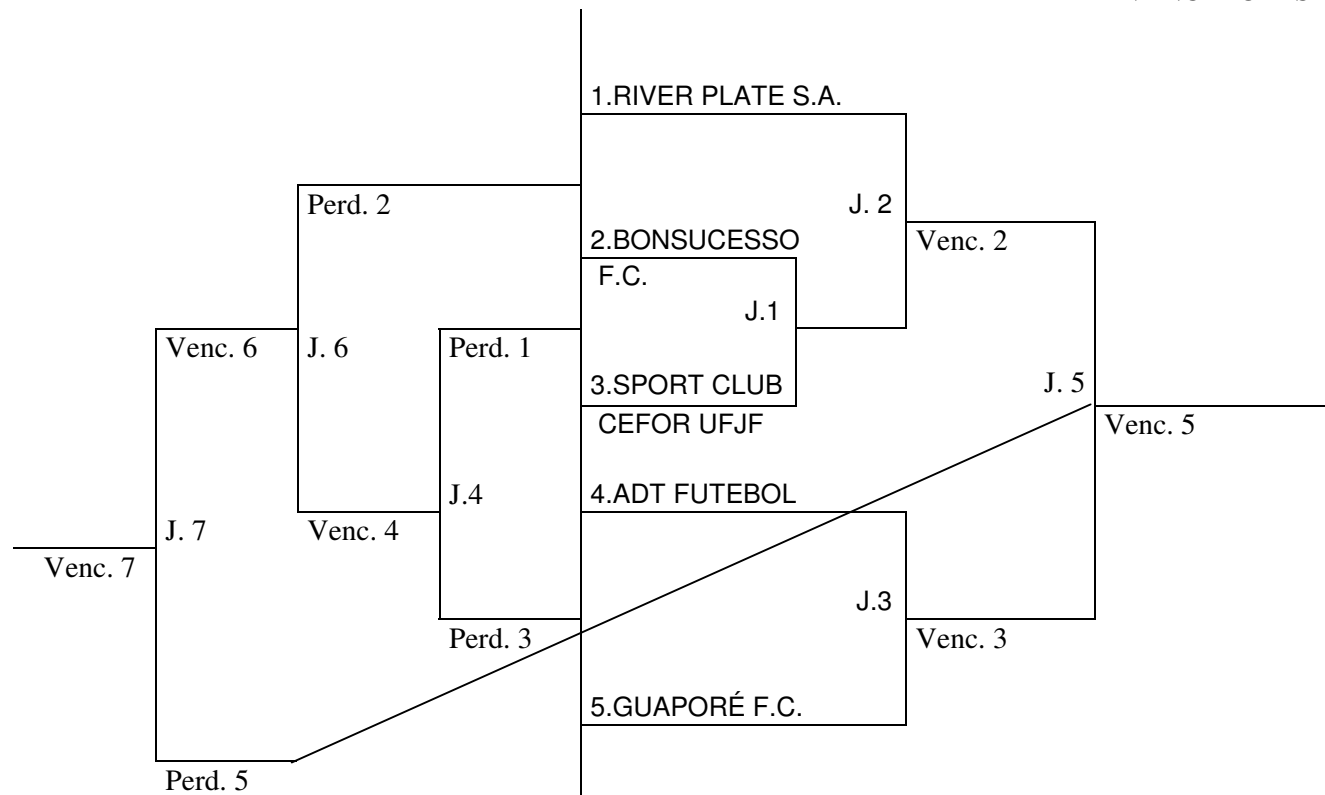 1.RIVER PLATE S.A.
Perd. 2
J. 2
2.BONSUCESSO
F.C.
Venc. 2
J.1
Venc. 6
J. 6
Perd. 1
3.SPORT CLUB
CEFOR UFJF
J. 5
Venc. 5
J.4
4.ADT FUTEBOL
J. 7
Venc. 4
Venc. 7
J.3
Perd. 3
Venc. 3
5.GUAPORÉ F.C.
Perd. 5